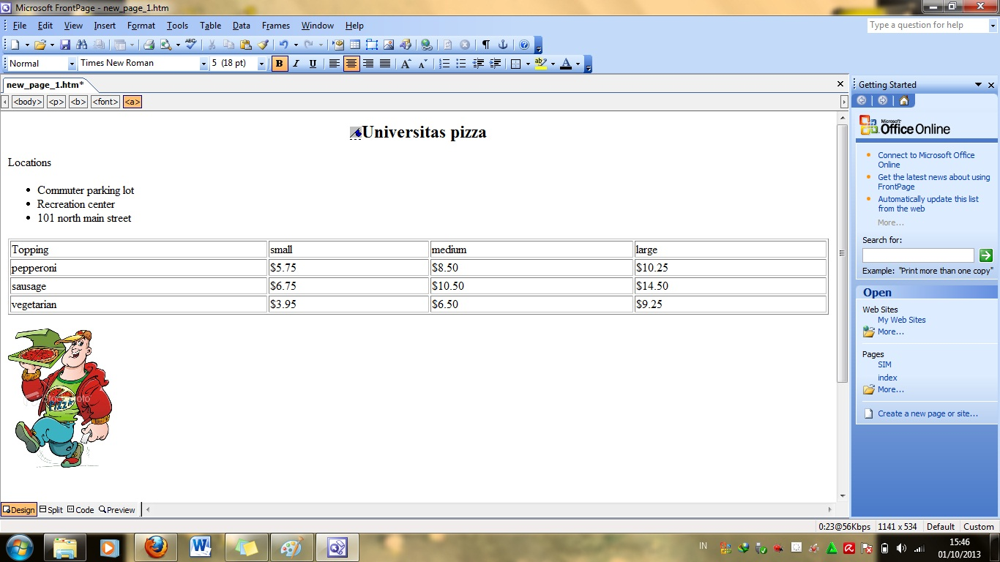 Microsoft FrontPage - new_page_1.htm
File Edit View Insert Format Tools Table Data Frames Window Help
Type a question for help
Normal Times New Roman 5 (18 pt) B I U
new_page_1.htm*
<body> <p> <b> <font> <a>
Universitas pizza
Locations
Commuter parking lot
Recreation center
101 north main street
Topping small medium large
pepperoni $5.75 $8.50 $10.25
sausage $6.75 $10.50 $14.50
vegetarian $3.95 $6.50 $9.25
PIZZA
Getting Started
Microsoft
Office Online
Connect to Microsoft Office
Online
Get the latest news about using
FrontPage
Automatically update this list
from the web
More...
Search for:
Example: "Print more than one copy"
Open
Web Sites
My Web Sites
More...
Pages
SIM
index
More...
Create a new page or site...
Design Split Code Preview
0:23@56Kbps 1141 x 534 Default Custom
IN
15:46
01/10/2013